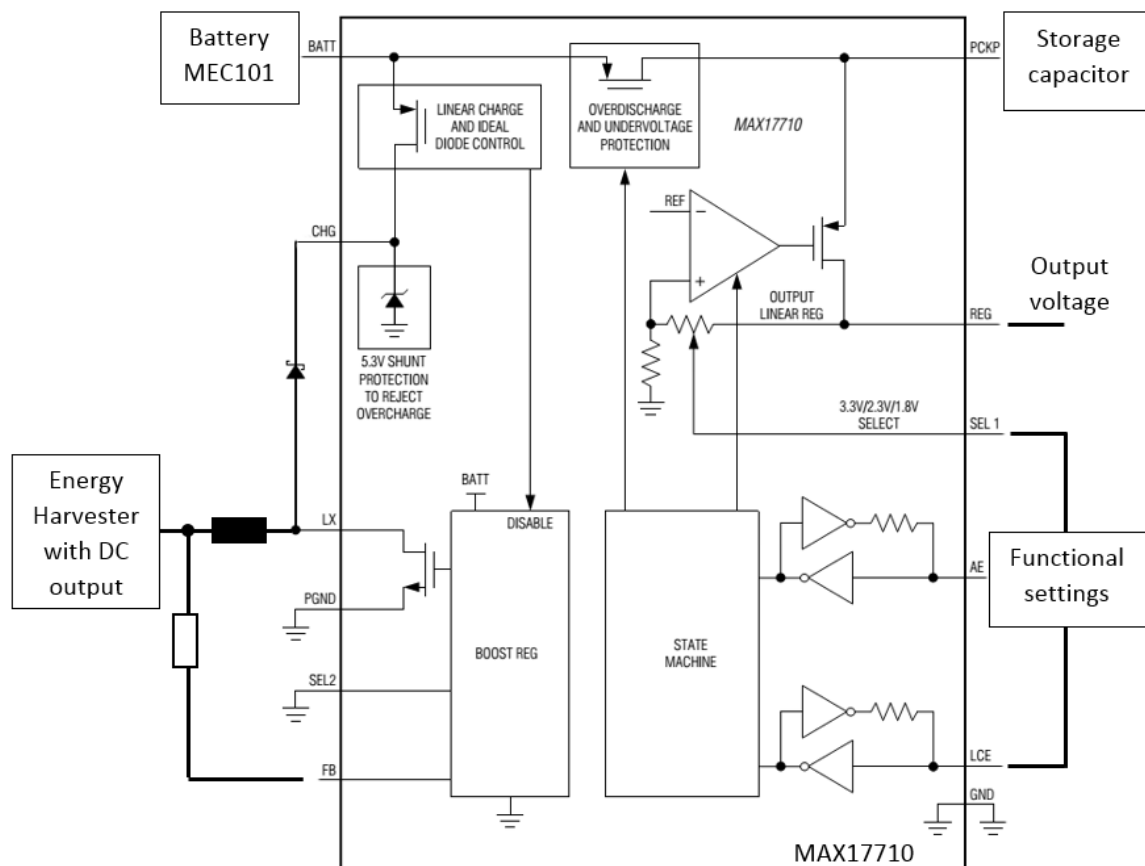 Battery
MEC101
BATT
PCKP
Storage
capacitor
LINEAR CHARGE
AND IDEAL
DIODE CONTROL
OVERDISCHARGE
AND UNDERVOLTAGE
PROTECTION
MAX17710
REF
CHG
5.3V SHUNT
PROTECTION
TO REJECT
OVERCHARGE
OUTPUT
LINEAR REG
REG
Output
voltage
3.3V/2.3V/1.8V
SELECT
SEL 1
Energy
Harvester
with DC
output
LX
BATT
DISABLE
PGND
BOOST REG
SEL2
FB
STATE
MACHINE
AE
Functional
settings
LCE
GND
MAX17710